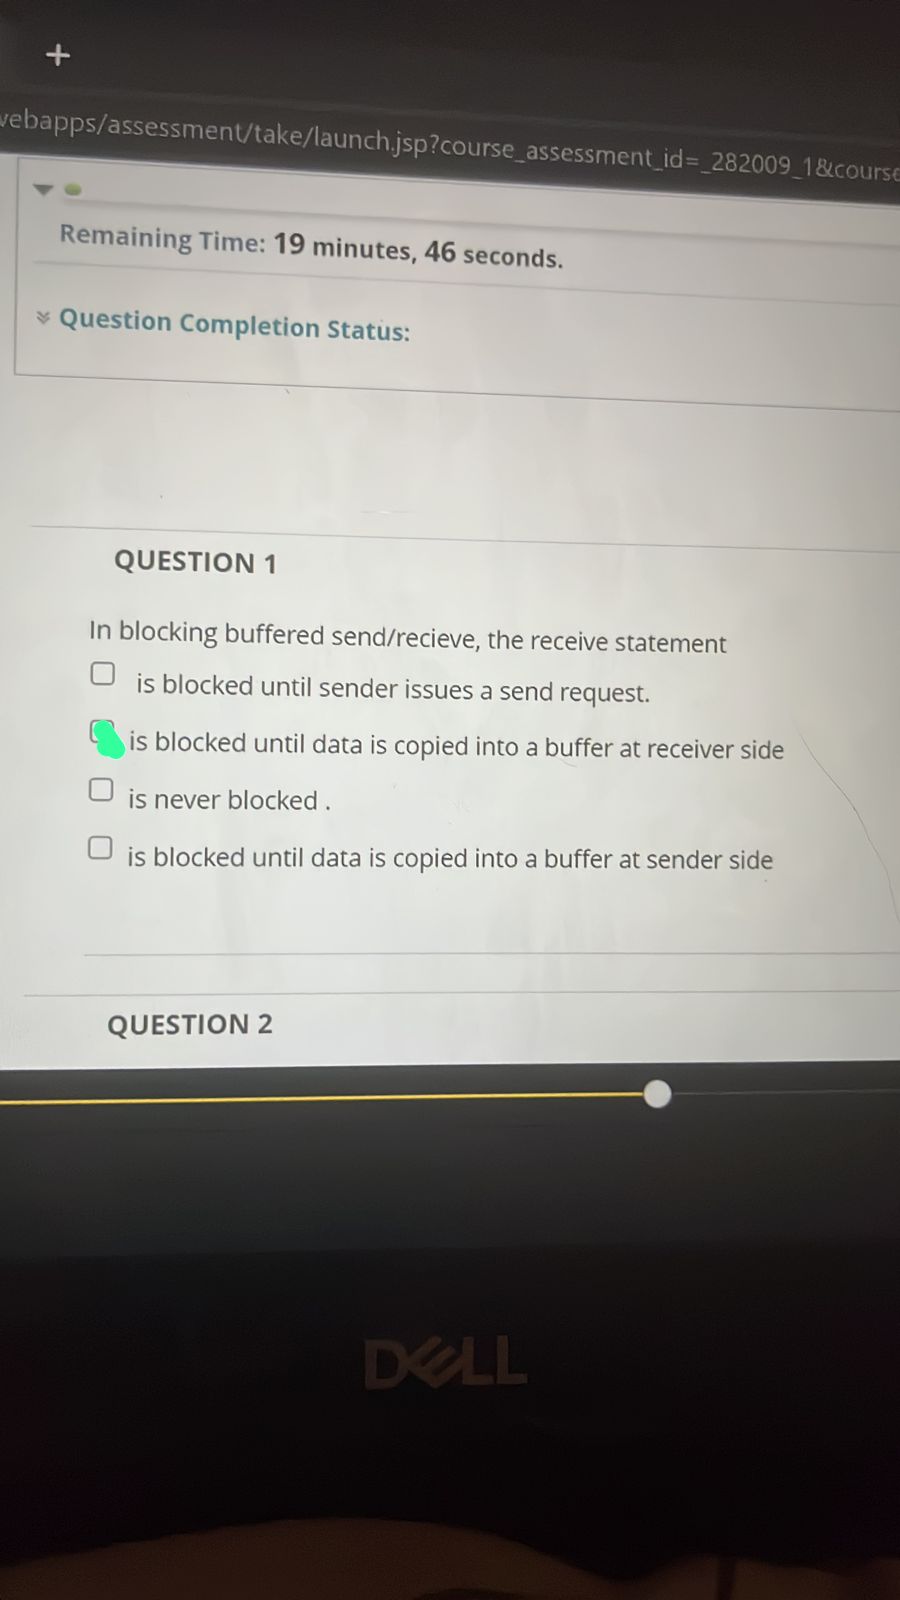 +
vebapps/assessment/take/launch.jsp?course_assessment_id=_282009_1&course
Remaining Time: 19 minutes, 46 seconds.
Question Completion Status:
QUESTION 1
In blocking buffered send/recieve, the receive statement
is blocked until sender issues a send request.
is blocked until data is copied into a buffer at receiver side
is never blocked .
is blocked until data is copied into a buffer at sender side
QUESTION 2
DELL